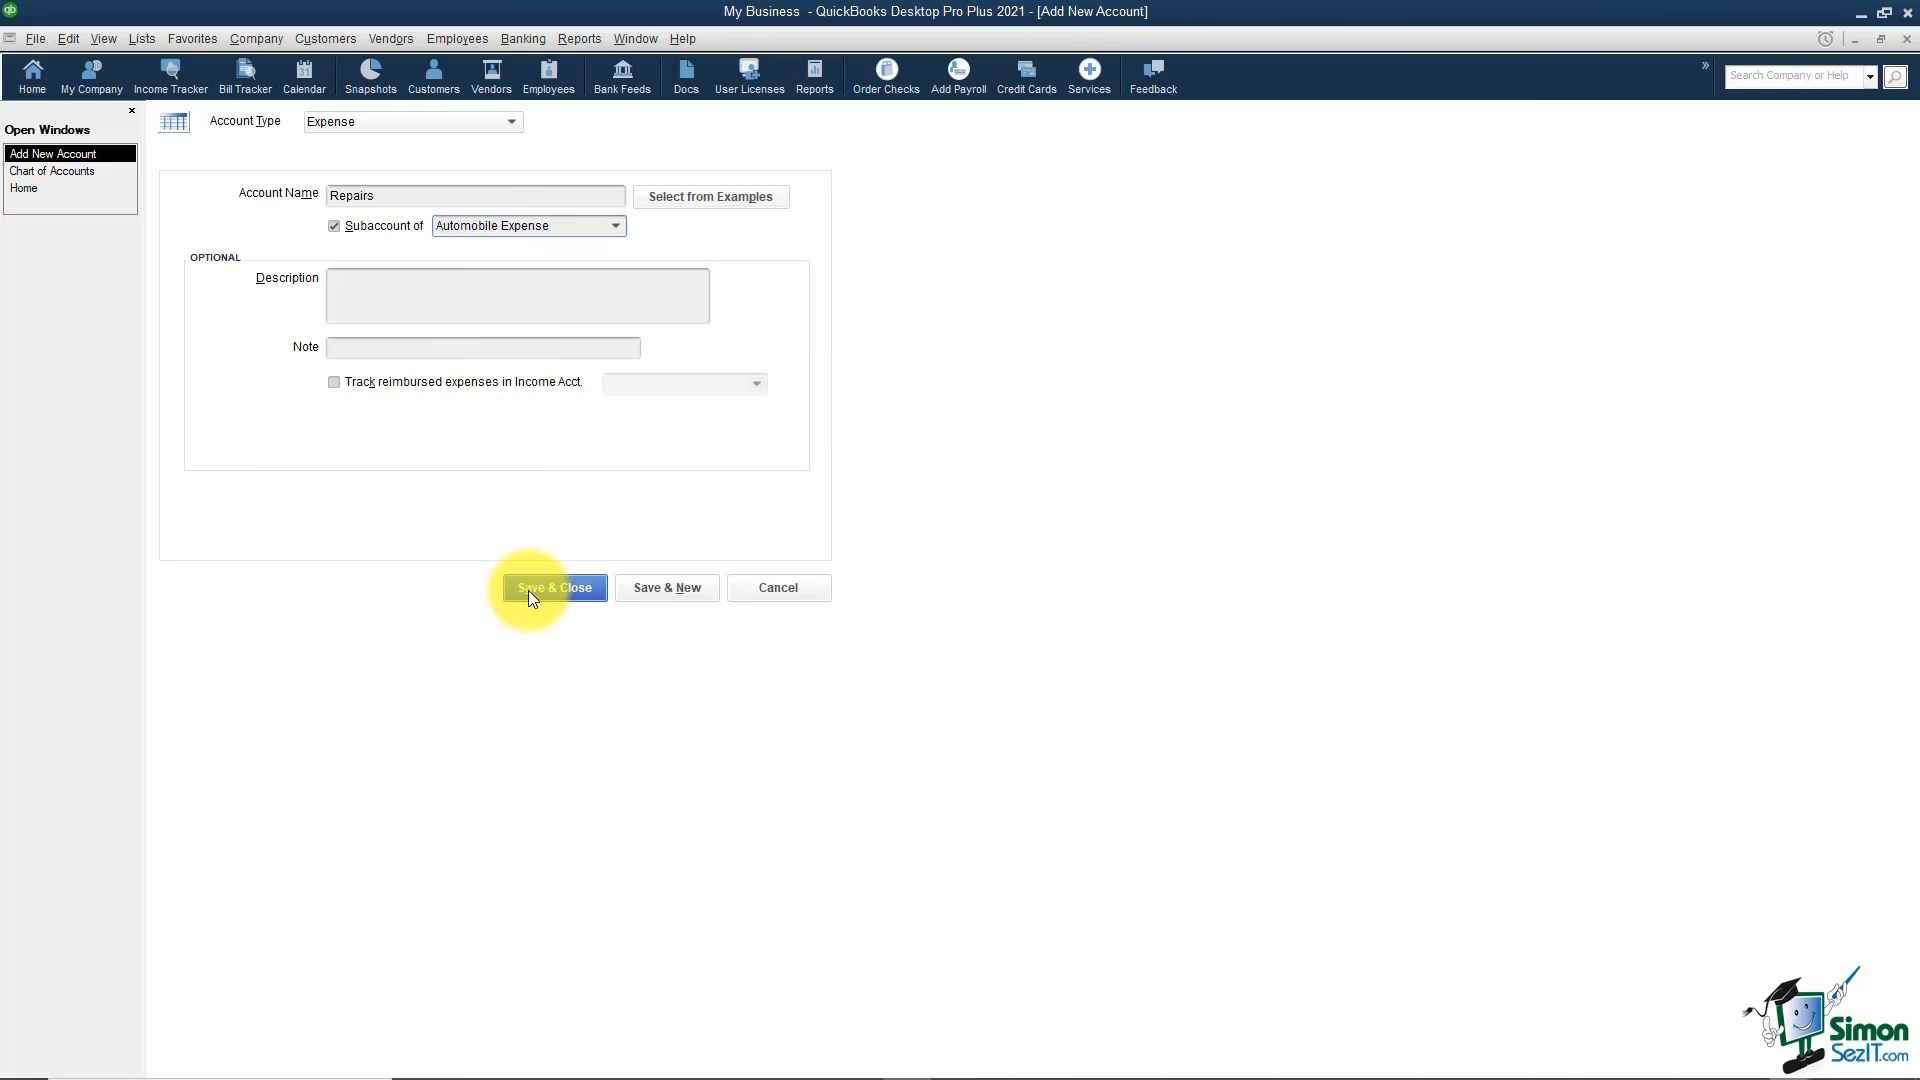 My Business - QuickBooks Desktop Pro Plus 2021 - [Add New Account]
File Edit View Lists Favorites Company Customers Vendors Employees Banking Reports Window Help
Home My Company Income Tracker Bill Tracker Calendar Snapshots Customers Vendors Employees Bank Feeds Docs User Licenses Reports Order Checks Add Payroll Credit Cards Services Feedback
Search Company or Help
Open Windows
Add New Account
Chart of Accounts
Home
Account Type Expense
Account Name Repairs Select from Examples
Subaccount of Automobile Expense
OPTIONAL
Description
Note
Track reimbursed expenses in Income Acct.
Save & Close Save & New Cancel
Simon
SezIT.com